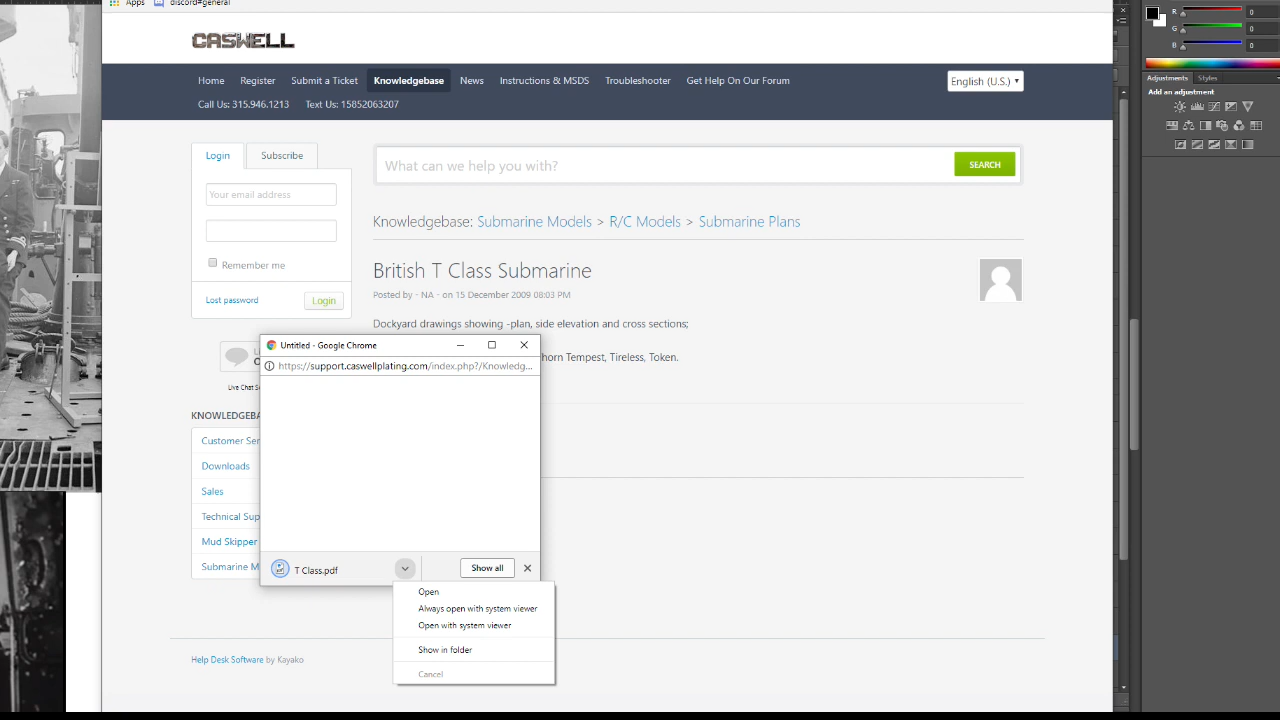 Apps discord#general
CASWELL
Home Register Submit a Ticket Knowledgebase News Instructions & MSDS Troubleshooter Get Help On Our Forum
English (U.S.)
Call Us: 315.946.1213 Text Us: 15852063207
Login Subscribe
What can we help you with?
SEARCH
Your email address
Remember me
Lost password
Login
Knowledgebase: Submarine Models > R/C Models > Submarine Plans
British T Class Submarine
Posted by - NA - on 15 December 2009 08:03 PM
Dockyard drawings showing -plan, side elevation and cross sections;
Tempest, Tireless, Token.
Live Chat
KNOWLEDGEBA
Customer Ser
Downloads
Sales
Technical Sup
Mud Skipper
Submarine M
Untitled - Google Chrome
https://support.caswellplating.com/index.php?/Knowledg...
T Class.pdf
Show all
Open
Always open with system viewer
Open with system viewer
Show in folder
Cancel
Help Desk Software by Kayako
R 0
G 0
B 0
Adjustments Styles
Add an adjustment